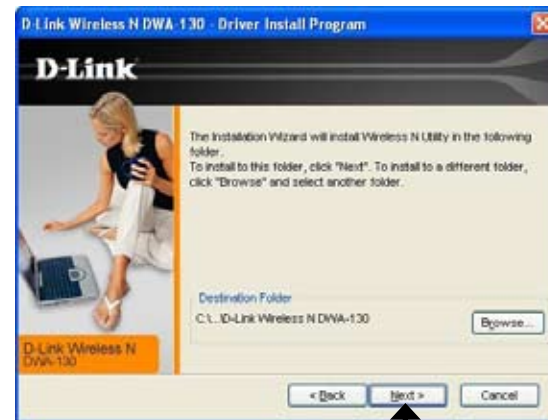 D-Link Wireless N DWA-130 - Driver Install Program
D-Link
The Installation Wizard will install Wireless N Utility in the following
folder.
To install to this folder, click "Next". To install to a different folder,
click "Browse" and select another folder.
Destination Folder
C:\...\D-Link Wireless N DWA-130
Browse...
D-Link Wireless N
DWA-130
< Back
Next >
Cancel